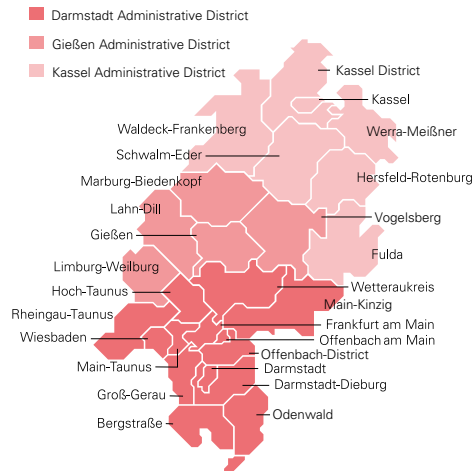 Darmstadt Administrative District
Gießen Administrative District
Kassel Administrative District
Kassel District
Kassel
Waldeck-Frankenberg
Werra-Meißner
Schwalm-Eder
Marburg-Biedenkopf
Hersfeld-Rotenburg
Lahn-Dill
Vogelsberg
Gießen
Fulda
Limburg-Weilburg
Hoch-Taunus
Wetteraukreis
Main-Kinzig
Rheingau-Taunus
Frankfurt am Main
Wiesbaden
Offenbach am Main
Offenbach-District
Main-Taunus
Darmstadt
Darmstadt-Dieburg
Groß-Gerau
Odenwald
Bergstraße